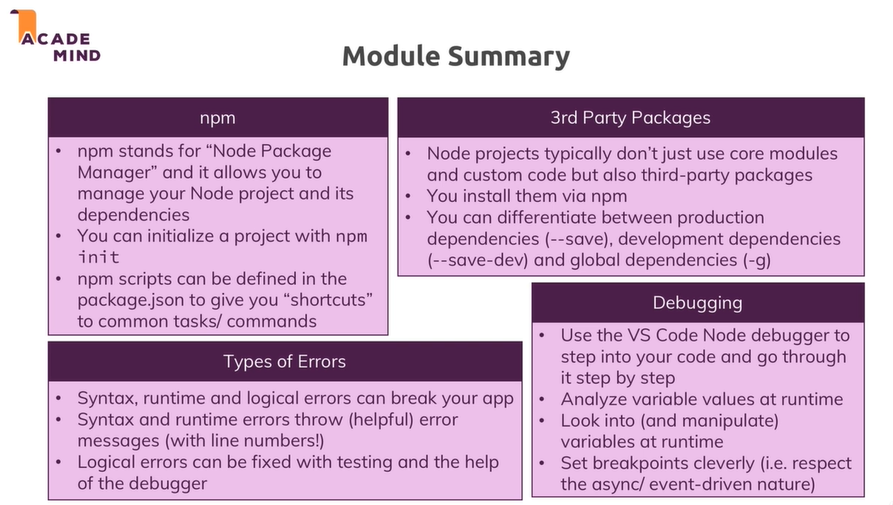 ACADE
MIND
Module Summary
npm
• npm stands for “Node Package
Manager” and it allows you to
manage your Node project and its
dependencies
• You can initialize a project with npm
init
• npm scripts can be defined in the
package.json to give you “shortcuts”
to common tasks/ commands
3rd Party Packages
• Node projects typically don’t just use core modules
and custom code but also third-party packages
• You install them via npm
• You can differentiate between production
dependencies (--save), development dependencies
(--save-dev) and global dependencies (-g)
Types of Errors
• Syntax, runtime and logical errors can break your app
• Syntax and runtime errors throw (helpful) error
messages (with line numbers!)
• Logical errors can be fixed with testing and the help
of the debugger
Debugging
• Use the VS Code Node debugger to
step into your code and go through
it step by step
• Analyze variable values at runtime
• Look into (and manipulate)
variables at runtime
• Set breakpoints cleverly (i.e. respect
the async/ event-driven nature)